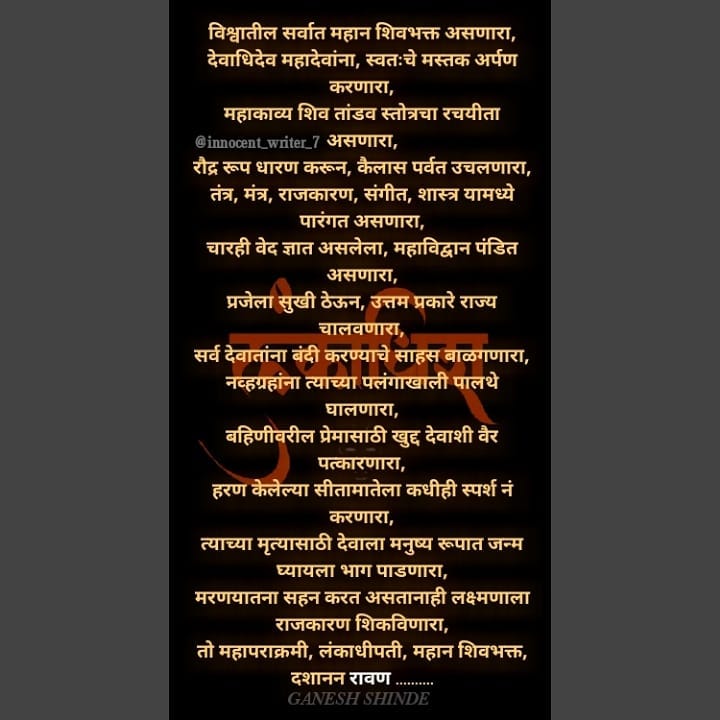 विश्वातील सर्वात महान शिवभक्त असणारा,
देवाधिदेव महादेवांना, स्वतःचे मस्तक अर्पण
करणारा,
महाकाव्य शिव तांडव स्तोत्रचा रचयीता
@innocent_writer_7 असणारा,
रौद्र रूप धारण करून, कैलास पर्वत उचलणारा,
तंत्र, मंत्र, राजकारण, संगीत, शास्त्र यामध्ये
पारंगत असणारा,
चारही वेद ज्ञात असलेला, महाविद्वान पंडित
असणारा,
प्रजेला सुखी ठेऊन, उत्तम प्रकारे राज्य
चालवणारा,
लंकाधिश
सर्व देवातांना बंदी करण्याचे साहस बाळगणारा,
नव्हग्रहांना त्याच्या पलंगाखाली पालथे
घालणारा,
बहिणीवरील प्रेमासाठी खुद्द देवाशी वैर
पत्कारणारा,
हरण केलेल्या सीतामातेला कधीही स्पर्श नं
करणारा,
त्याच्या मृत्यासाठी देवाला मनुष्य रूपात जन्म
घ्यायला भाग पाडणारा,
मरणयातना सहन करत असतानाही लक्ष्मणाला
राजकारण शिकविणारा,
तो महापराक्रमी, लंकाधीपती, महान शिवभक्त,
दशानन रावण ..........
GANESH SHINDE